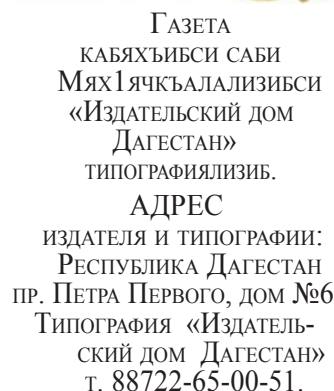 Газета
кабяхъибси саби
Мях1ячкъалализибси
«Издательский дом
Дагестан»
типографиялизиб.
АДРЕС
издателя и типографии:
Республика Дагестан
пр. Петра Первого, дом №6
Типография «Издатель-
ский дом Дагестан»
т. 88722-65-00-51.